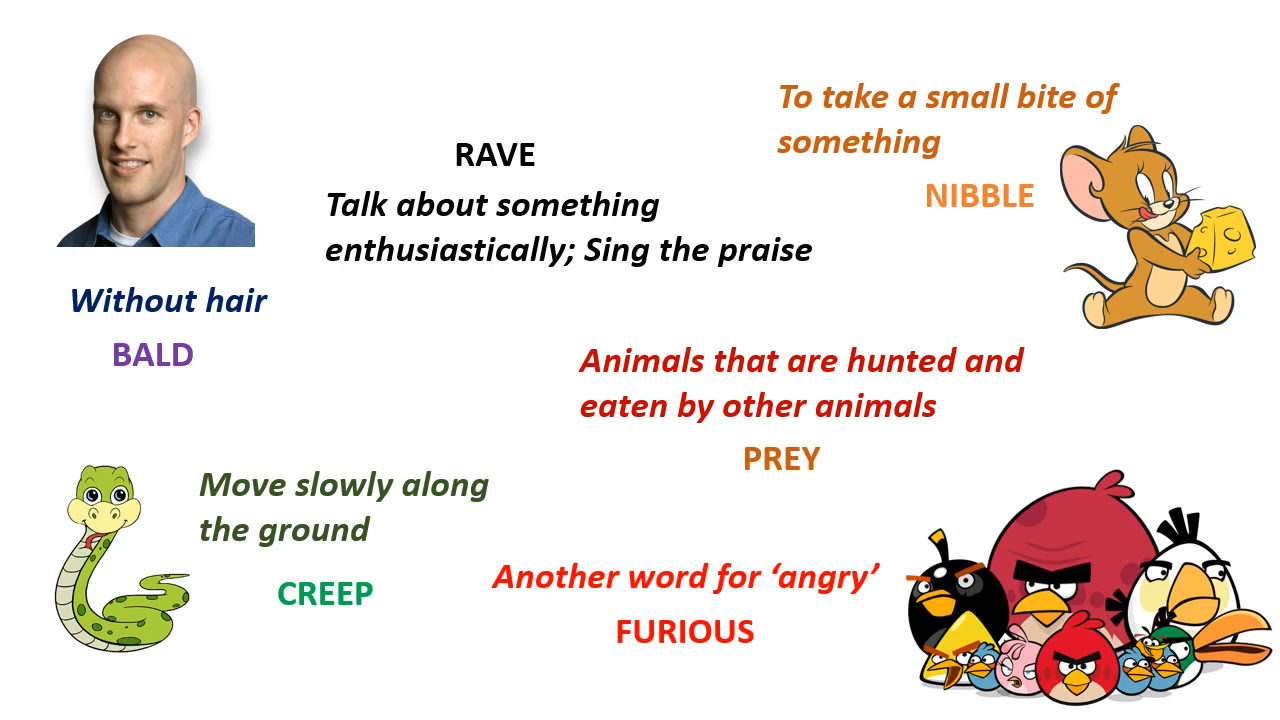 To take a small bite of
something
NIBBLE
RAVE
Talk about something
enthusiastically; Sing the praise
Without hair
BALD
Animals that are hunted and
eaten by other animals
PREY
Move slowly along
the ground
CREEP
Another word for ‘angry’
FURIOUS